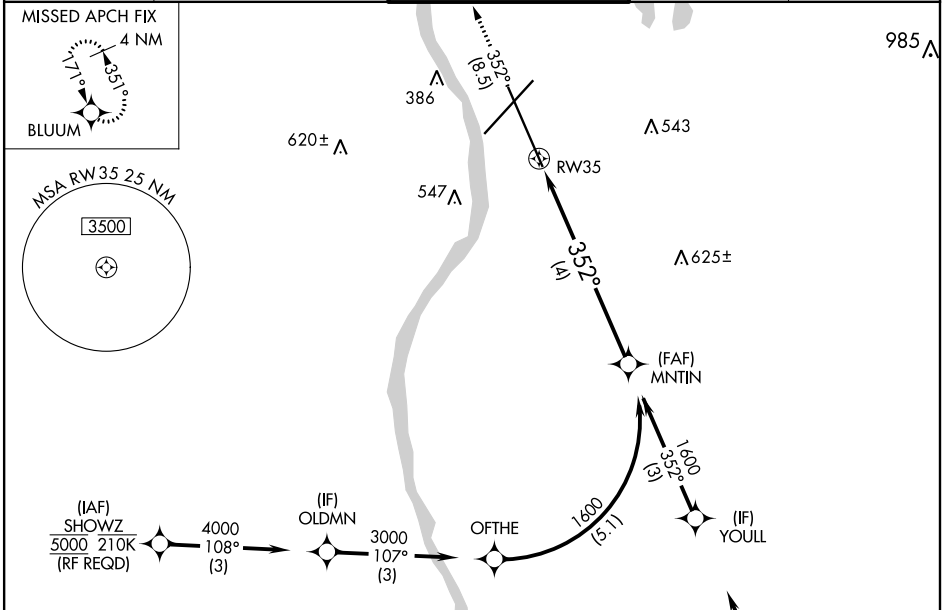 MISSED APCH FIX
4 NM
171°
351°
BLUUM
MSA RW35 25 NM
3500
985
352°
(8.5)
386
620±
543
RW35
547
352°
(4)
625±
(FAF)
MNTIN
1600
352°
(3)
(IF)
YOULL
1600
(5.1)
OFTHE
(IAF)
SHOWZ
5000 210K
(RF REQD)
4000
108°
(3)
(IF)
OLDMN
3000
107°
(3)